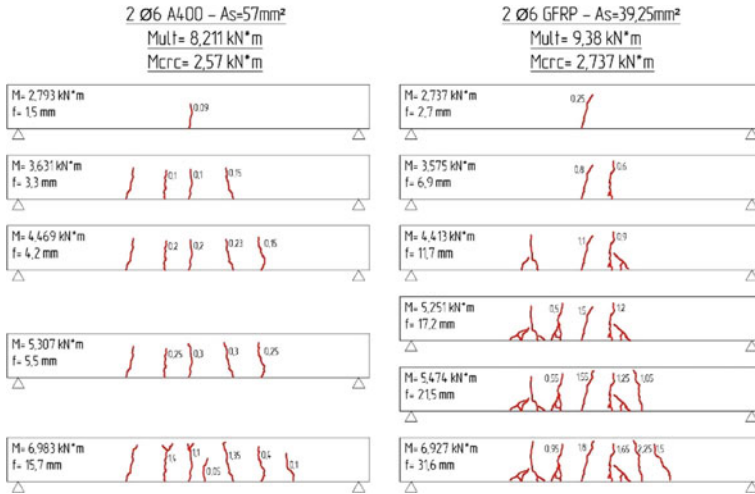 2 Ø6 A400 – As=57mm²
Mult= 8,211 kN*m
Mcrc= 2,57 kN*m
M= 2,793 kN*m
f= 1,5 mm
0,09
M= 3,631 kN*m
f= 3,3 mm
0,1 0,1 0,15
M= 4,469 kN*m
f= 4,2 mm
0,2 0,2 0,23 0,15
M= 5,307 kN*m
f= 5,5 mm
0,25 0,3 0,3 0,25
M= 6,983 kN*m
f= 15,7 mm
1,4 1,1 0,05 1,35 0,4 0,1
2 Ø6 GFRP – As=39,25mm²
Mult= 9,38 kN*m
Mcrc= 2,737 kN*m
M= 2,737 kN*m
f= 2,7 mm
0,25
M= 3,575 kN*m
f= 6,9 mm
0,8 0,6
M= 4,413 kN*m
f= 11,7 mm
1,1 0,9
M= 5,251 kN*m
f= 17,2 mm
0,5 1,5 1,2
M= 5,474 kN*m
f= 21,5 mm
0,55 1,55 1,25 1,05
M= 6,927 kN*m
f= 31,6 mm
0,95 1,8 1,65 2,25 1,5